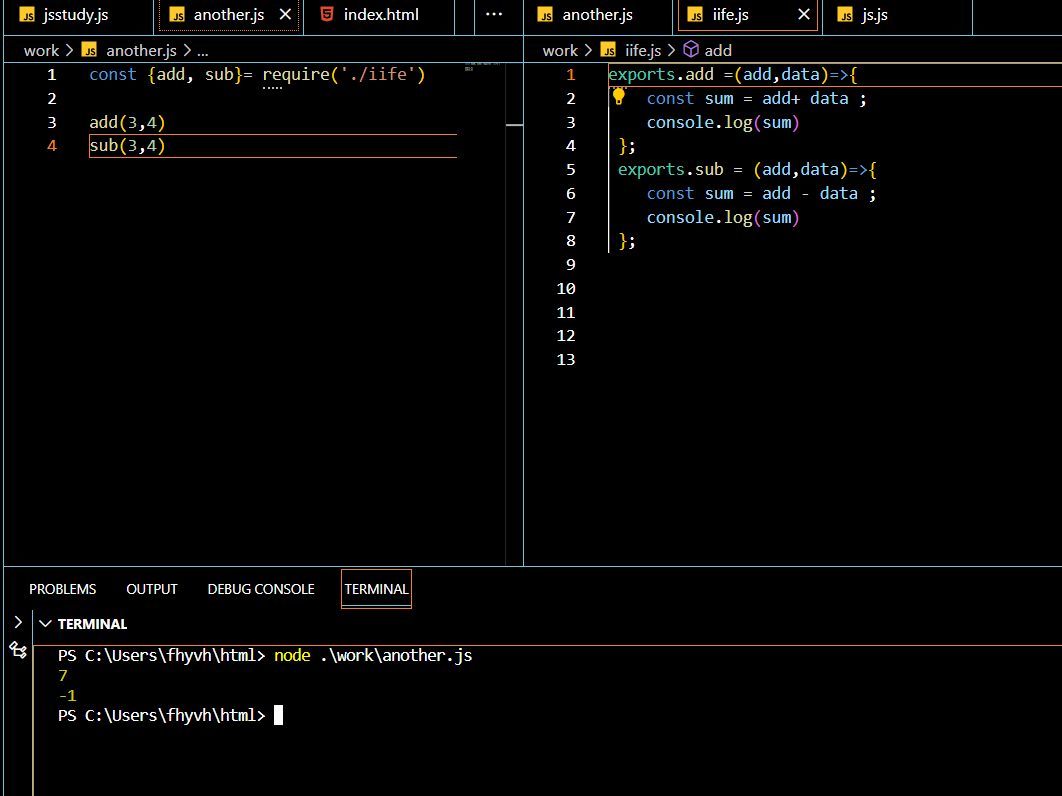 JS jsstudy.js JS another.js × index.html ···
work > JS another.js > ...
1 const {add, sub}= require('./iife')
2
3 add(3,4)
4 sub(3,4)
JS another.js JS iife.js × JS js.js
work > JS iife.js > add
1 exports.add =(add,data)=>{
2 const sum = add+ data ;
3 console.log(sum)
4 };
5 exports.sub = (add,data)=>{
6 const sum = add - data ;
7 console.log(sum)
8 };
9
10
11
12
13
PROBLEMS OUTPUT DEBUG CONSOLE TERMINAL
TERMINAL
PS C:\Users\fhyvh\html> node .\work\another.js
7
-1
PS C:\Users\fhyvh\html>